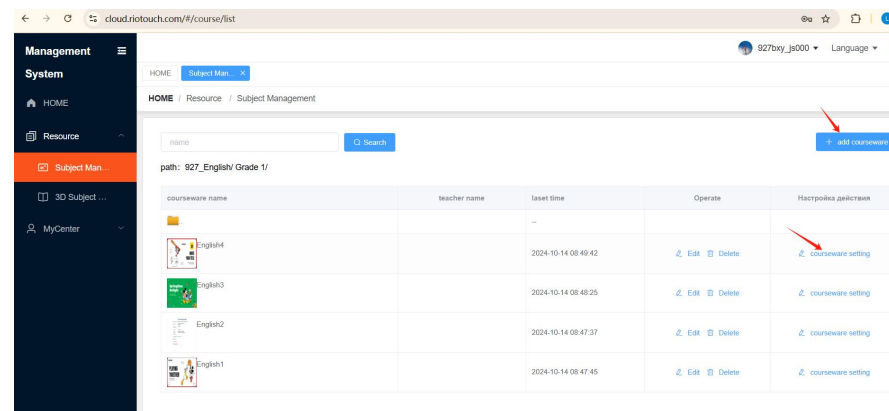 cloud.riotouch.com/#/course/list
Management
System
927bxy_js000
Language
HOME
Subject Man... ×
HOME / Resource / Subject Management
HOME
Resource
Subject Man...
3D Subject ...
MyCenter
name
Search
+ add courseware
path: 927_English/ Grade 1/
courseware name teacher name laset time Operate Настройка действия
..
--
English4 2024-10-14 08:49:42 Edit Delete courseware setting
English3 2024-10-14 08:48:25 Edit Delete courseware setting
English2 2024-10-14 08:47:37 Edit Delete courseware setting
English1 2024-10-14 08:47:45 Edit Delete courseware setting